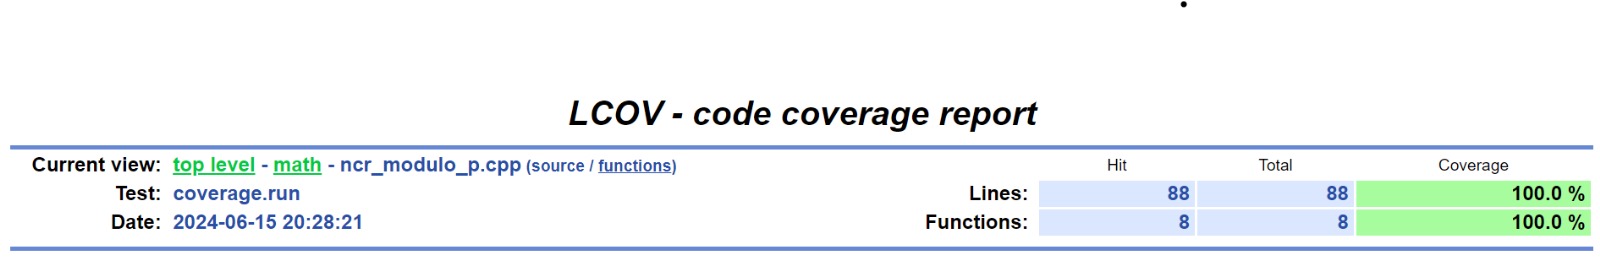 LCOV - code coverage report
Current view: top level - math - ncr_modulo_p.cpp (source / functions) Hit Total Coverage
Test: coverage.run Lines: 88 88 100.0 %
Date: 2024-06-15 20:28:21 Functions: 8 8 100.0 %